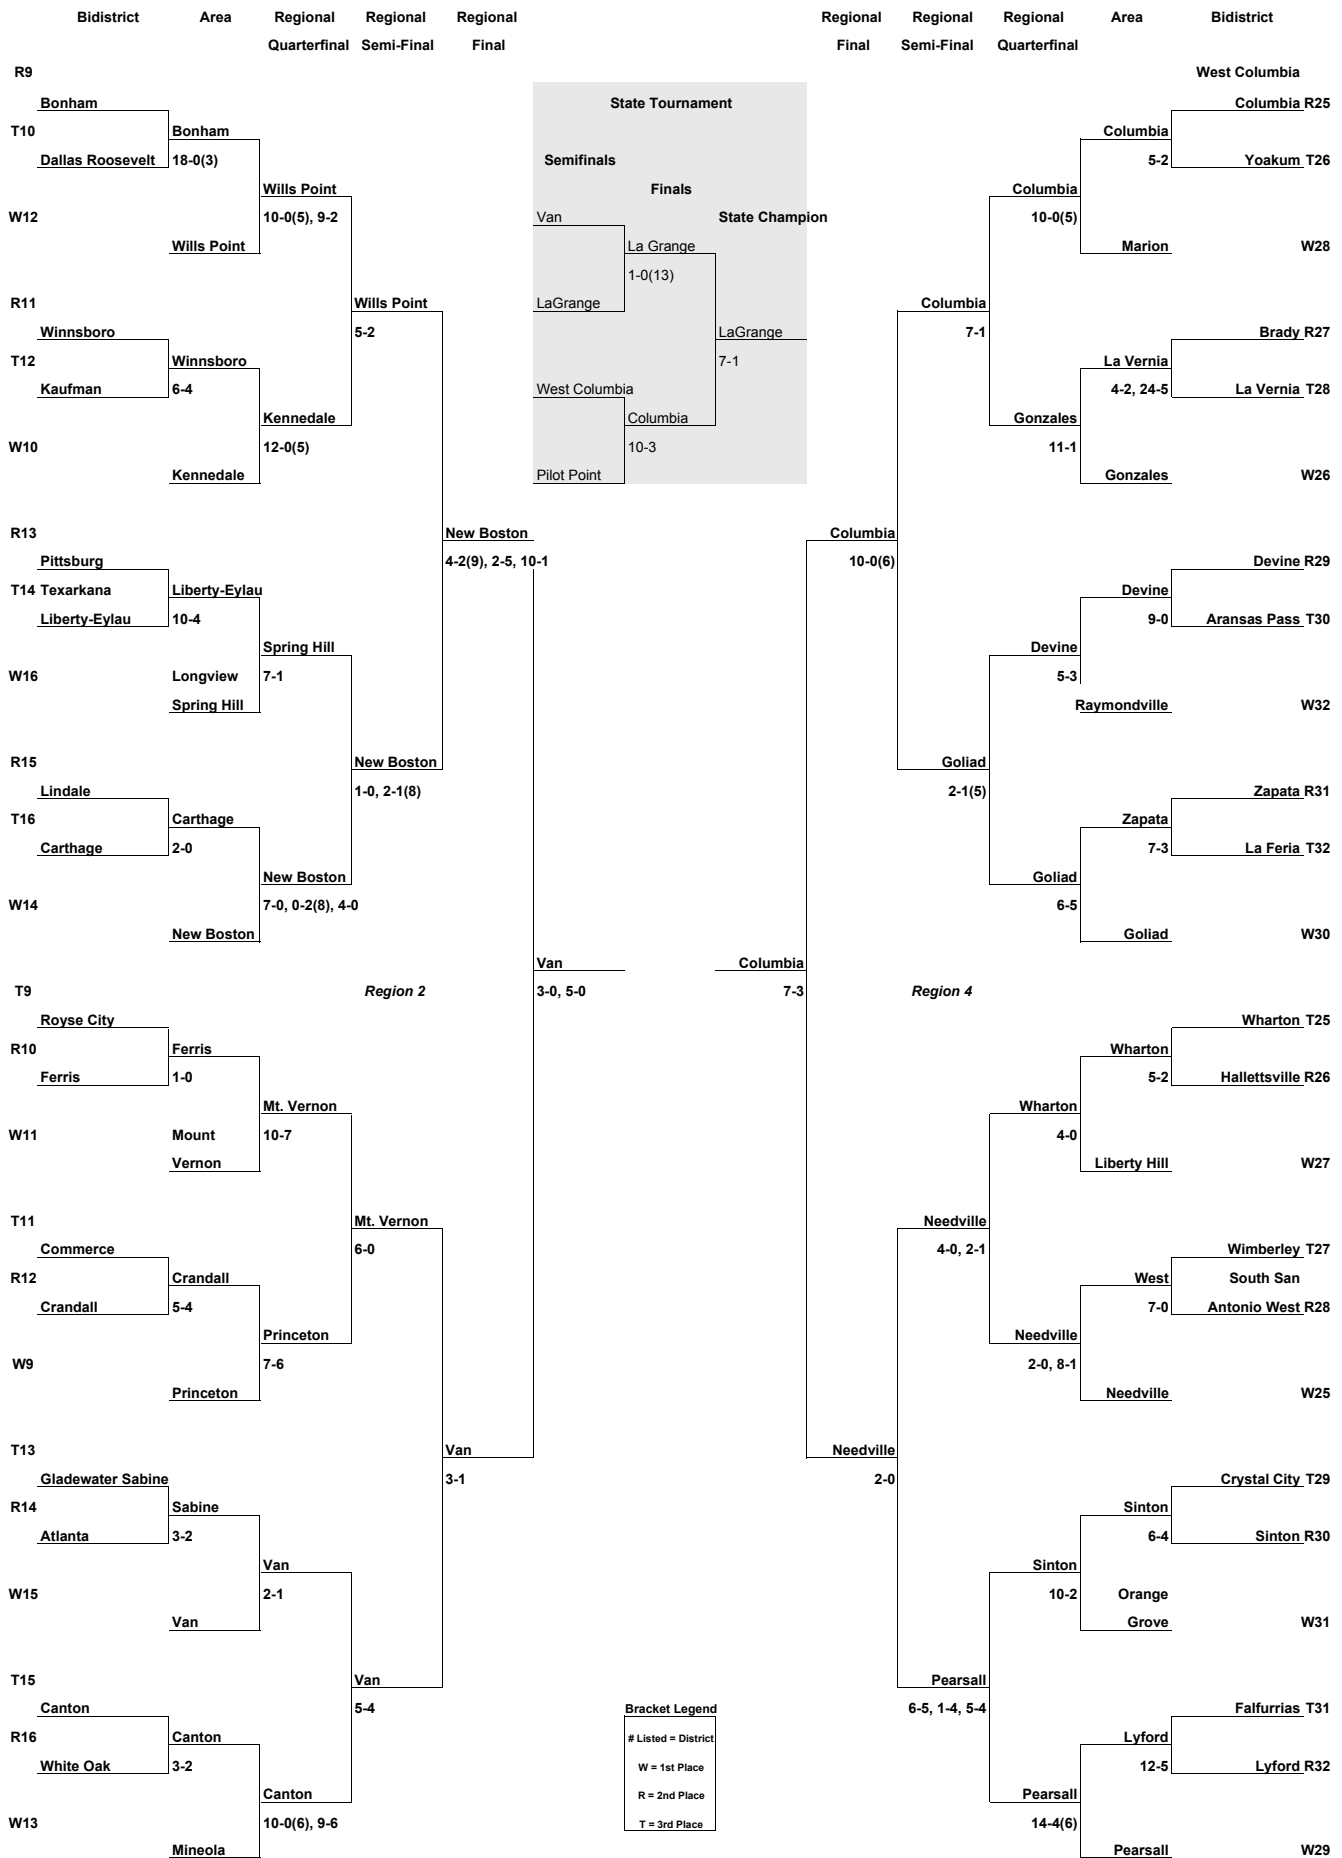 Bidistrict Area Regional Regional Regional Regional Regional Regional Area Bidistrict
Quarterfinal Semi-Final Final Final Semi-Final Quarterfinal
R9 West Columbia
Bonham State Tournament Columbia R25
T10 Bonham Columbia
Dallas Roosevelt 18-0(3) Semifinals 5-2 Yoakum T26
Wills Point Finals Columbia
W12 10-0(5), 9-2 Van State Champion 10-0(5)
Wills Point La Grange Marion W28
1-0(13)
R11 Wills Point LaGrange Columbia
Winnsboro 5-2 LaGrange 7-1 Brady R27
T12 Winnsboro 7-1 La Vernia
Kaufman 6-4 West Columbia 4-2, 24-5 La Vernia T28
Kennedale Columbia Gonzales
W10 12-0(5) 10-3 11-1
Kennedale Pilot Point Gonzales W26
R13 New Boston Columbia
Pittsburg 4-2(9), 2-5, 10-1 10-0(6) Devine R29
T14 Texarkana Liberty-Eylau Devine
Liberty-Eylau 10-4 9-0 Aransas Pass T30
Spring Hill Devine
W16 Longview 7-1 5-3
Spring Hill Raymondville W32
R15 New Boston Goliad
Lindale 1-0, 2-1(8) 2-1(5) Zapata R31
T16 Carthage Zapata
Carthage 2-0 7-3 La Feria T32
New Boston Goliad
W14 7-0, 0-2(8), 4-0 6-5
New Boston Goliad W30
Van Columbia
T9 Region 2 3-0, 5-0 7-3 Region 4
Royse City Wharton T25
R10 Ferris Wharton
Ferris 1-0 5-2 Hallettsville R26
Mt. Vernon Wharton
W11 Mount 10-7 4-0
Vernon Liberty Hill W27
T11 Mt. Vernon Needville
Commerce 6-0 4-0, 2-1 Wimberley T27
R12 Crandall West South San
Crandall 5-4 7-0 Antonio West R28
Princeton Needville
W9 7-6 2-0, 8-1
Princeton Needville W25
T13 Van Needville
Gladewater Sabine 3-1 2-0 Crystal City T29
R14 Sabine Sinton
Atlanta 3-2 6-4 Sinton R30
Van Sinton
W15 2-1 10-2 Orange
Van Grove W31
T15 Van Pearsall
Canton 5-4 Bracket Legend 6-5, 1-4, 5-4 Falfurrias T31
R16 Canton # Listed = District Lyford
White Oak 3-2 W = 1st Place 12-5 Lyford R32
Canton R = 2nd Place Pearsall
W13 10-0(6), 9-6 T = 3rd Place 14-4(6)
Mineola Pearsall W29